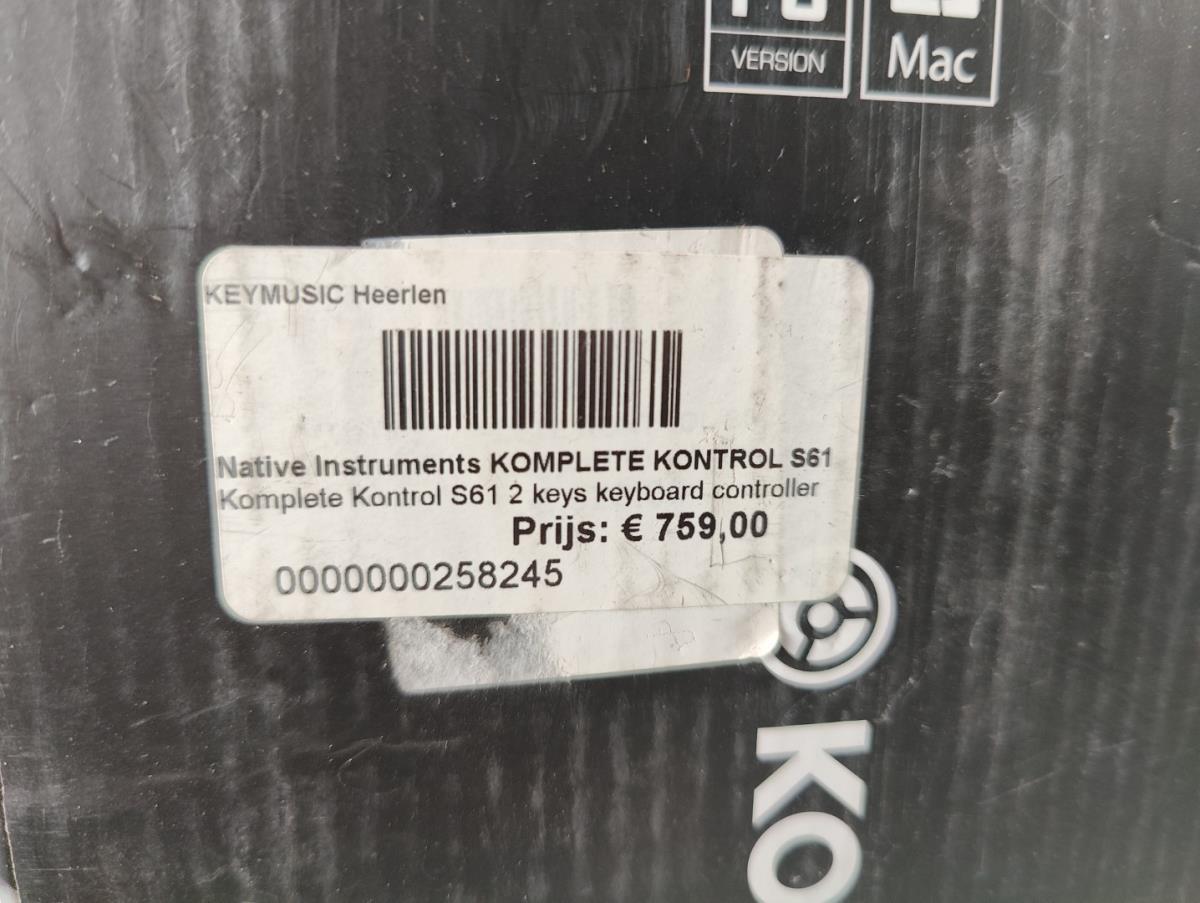 VERSION
Mac
KEYMUSIC Heerlen
Native Instruments KOMPLETE KONTROL S61
Komplete Kontrol S61 2 keys keyboard controller
Prijs: € 759,00
0000000258245
KO